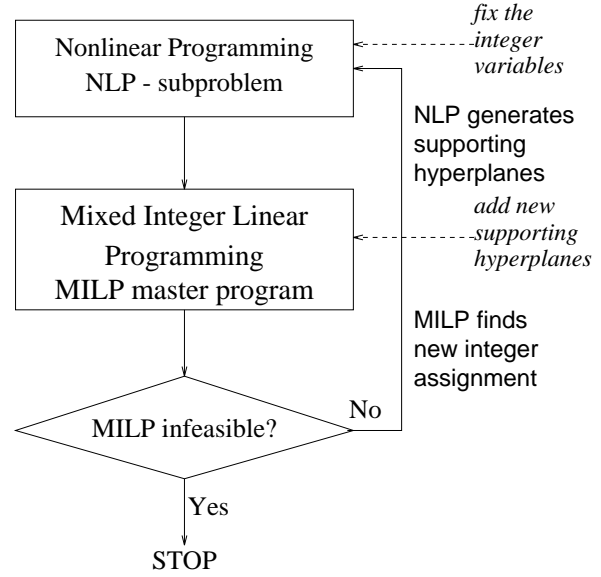 fix the
integer
variables
Nonlinear Programming
NLP - subproblem
NLP generates
supporting
hyperplanes
Mixed Integer Linear
Programming
MILP master program
add new
supporting
hyperplanes
MILP finds
new integer
assignment
MILP infeasible?
No
Yes
STOP